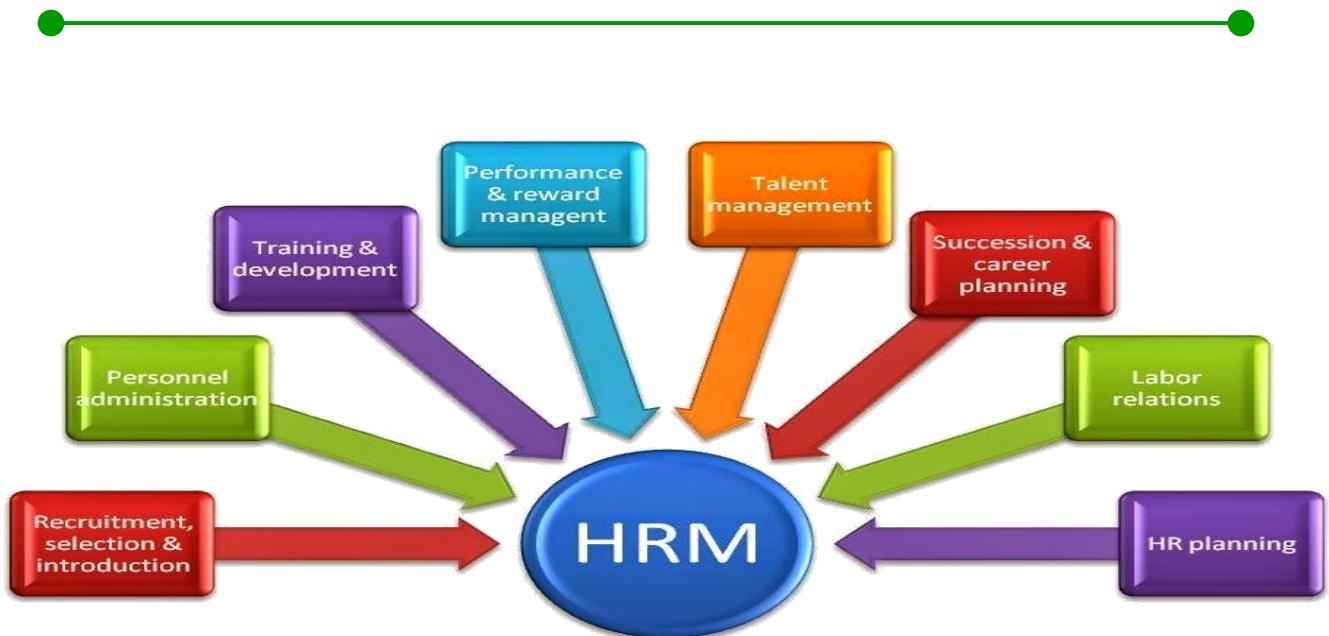 Performance
& reward
managent
Talent
management
Training &
development
Succession &
career
planning
Personnel
administration
Labor
relations
Recruitment,
selection &
introduction
HRM
HR planning